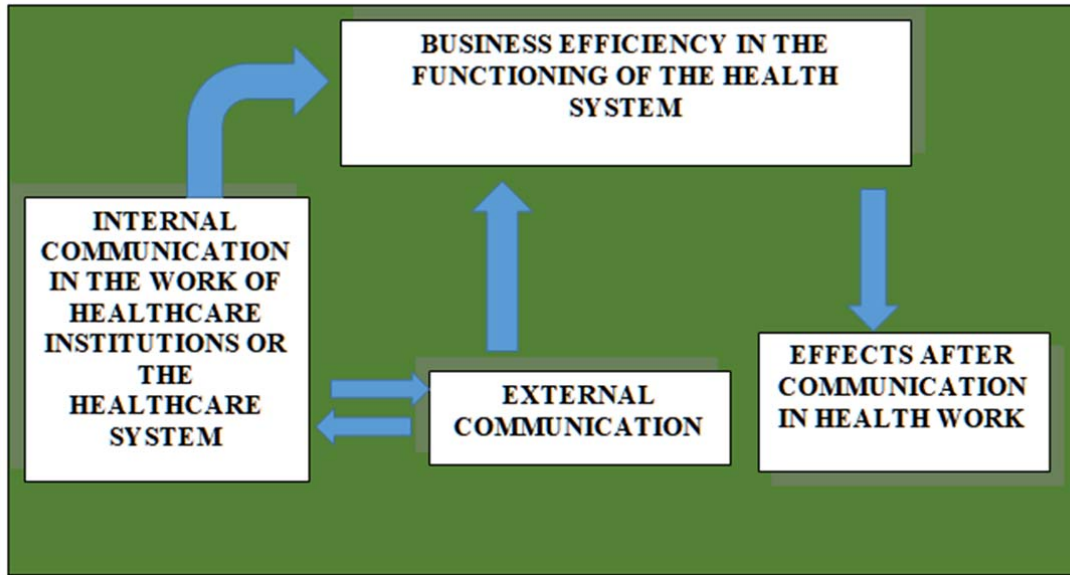 BUSINESS EFFICIENCY IN THE
FUNCTIONING OF THE HEALTH
SYSTEM
INTERNAL
COMMUNICATION
IN THE WORK OF
HEALTHCARE
INSTITUTIONS OR
THE
HEALTHCARE
SYSTEM
EXTERNAL
COMMUNICATION
EFFECTS AFTER
COMMUNICATION
IN HEALTH WORK